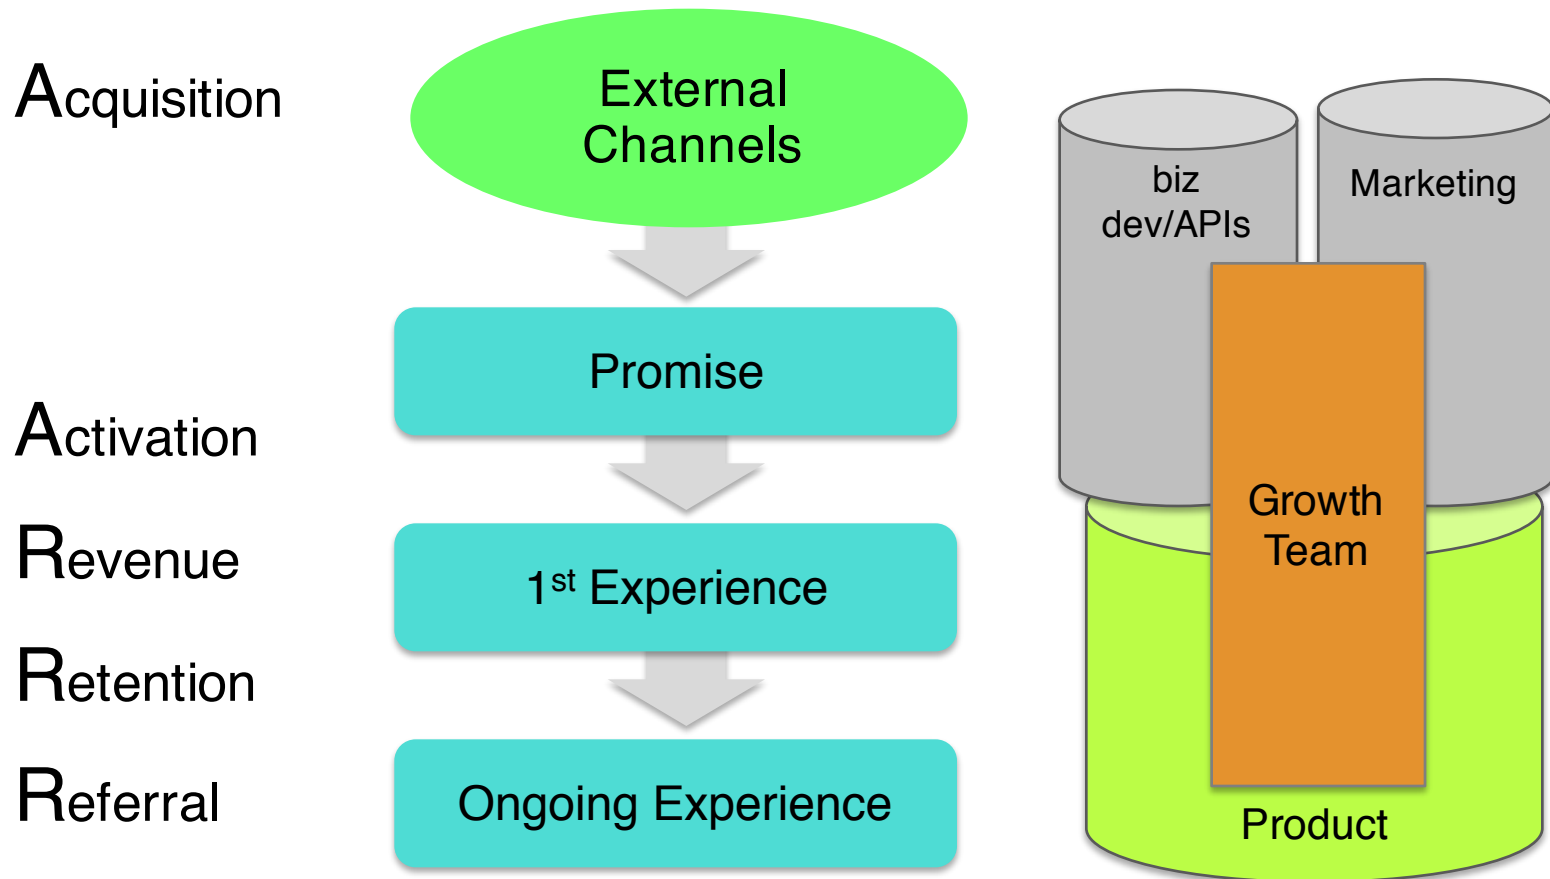 Acquisition
External
Channels
biz
dev/APIs
Marketing
Promise
Activation
Growth
Team
Revenue
1st Experience
Retention
Referral
Ongoing Experience
Product